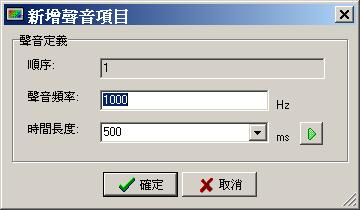 新增聲音項目
聲音定義
順序: 1
聲音頻率: 1000 Hz
時間長度: 500 ms
確定 取消